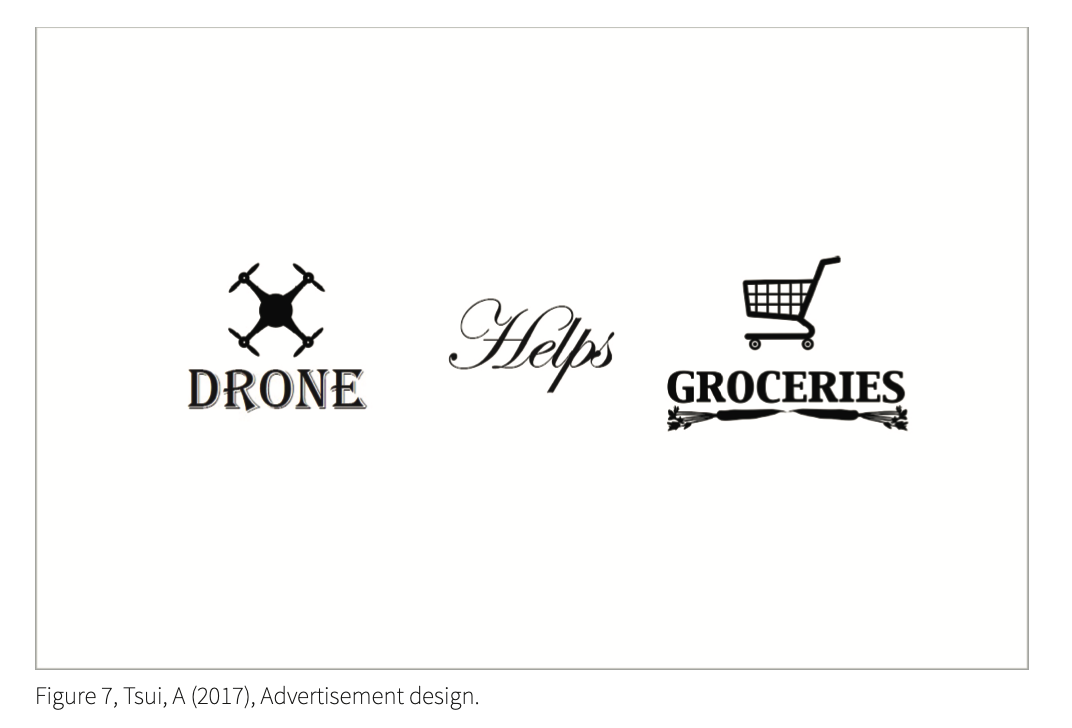 DRONE
Helps
GROCERIES
Figure 7, Tsui, A (2017), Advertisement design.